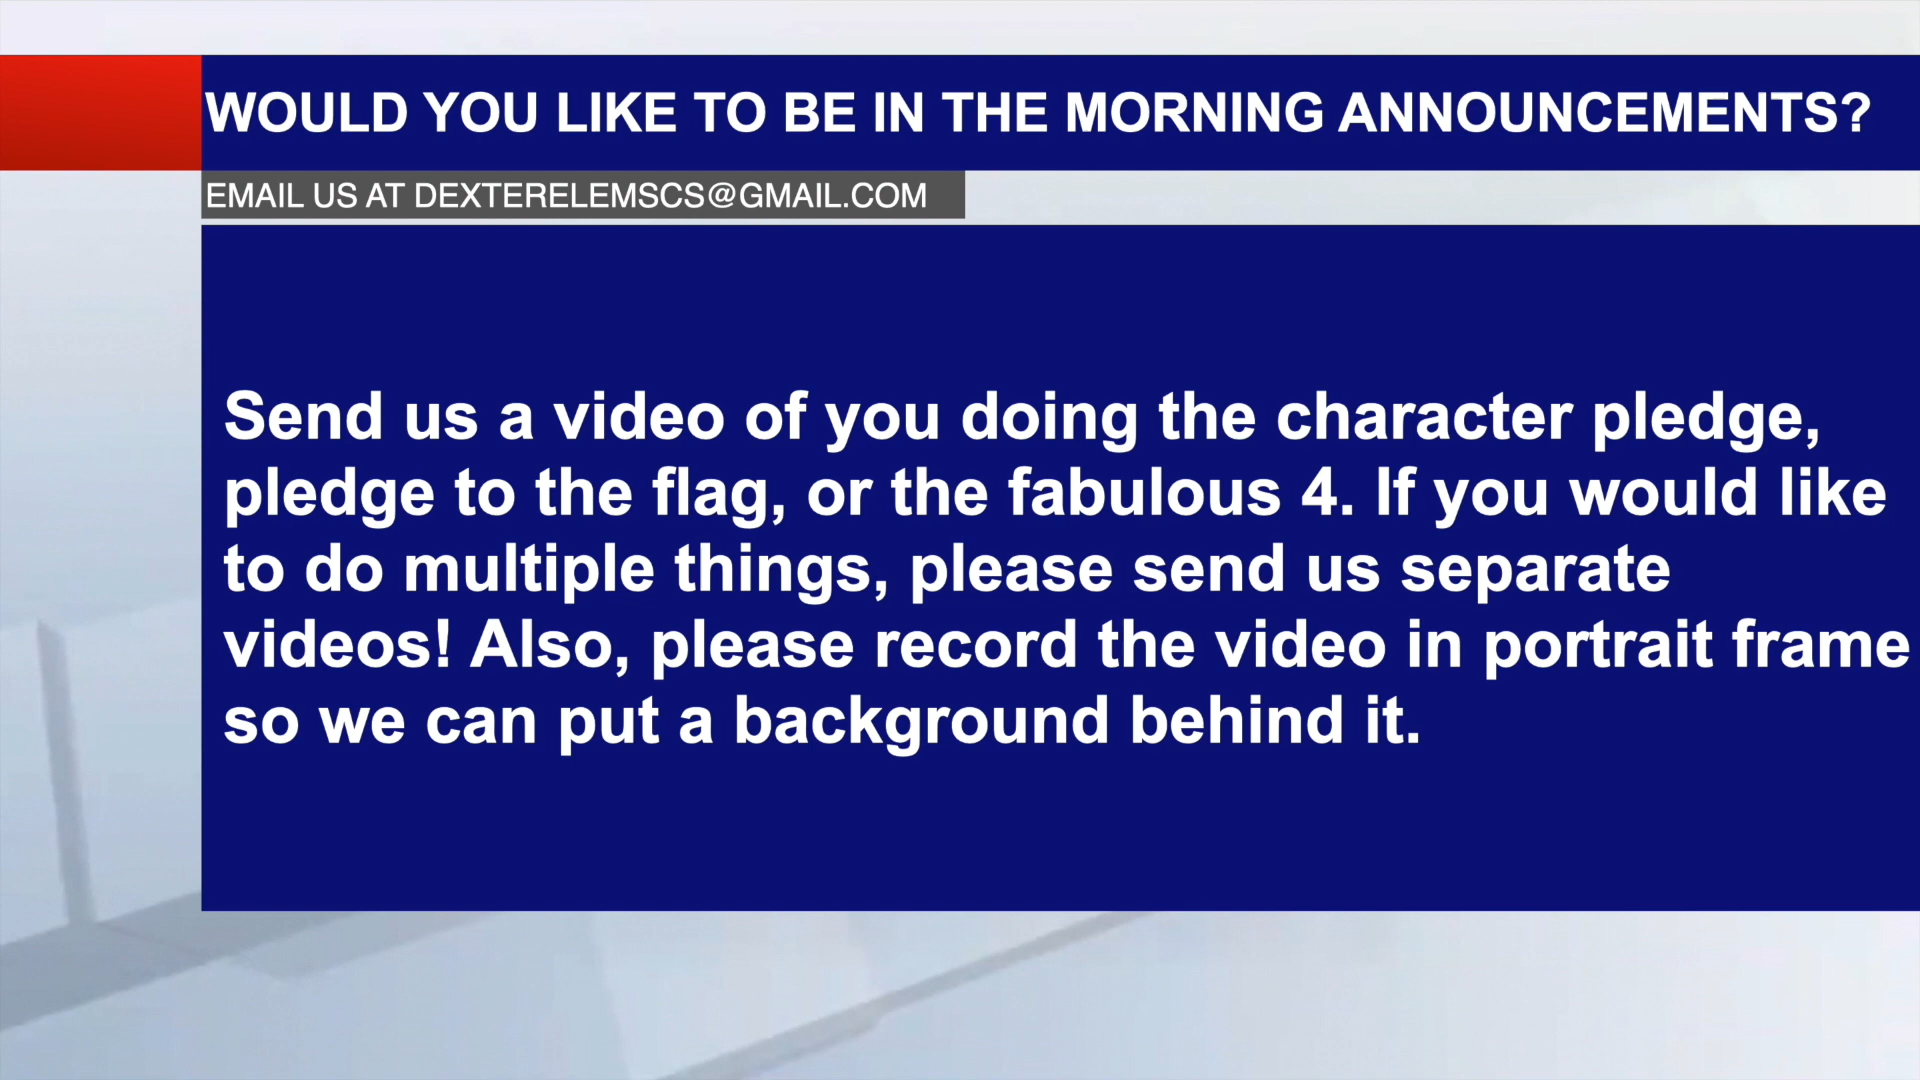 WOULD YOU LIKE TO BE IN THE MORNING ANNOUNCEMENTS?
EMAIL US AT DEXTERELEMSCS@GMAIL.COM
Send us a video of you doing the character pledge,
pledge to the flag, or the fabulous 4. If you would like
to do multiple things, please send us separate
videos! Also, please record the video in portrait frame
so we can put a background behind it.